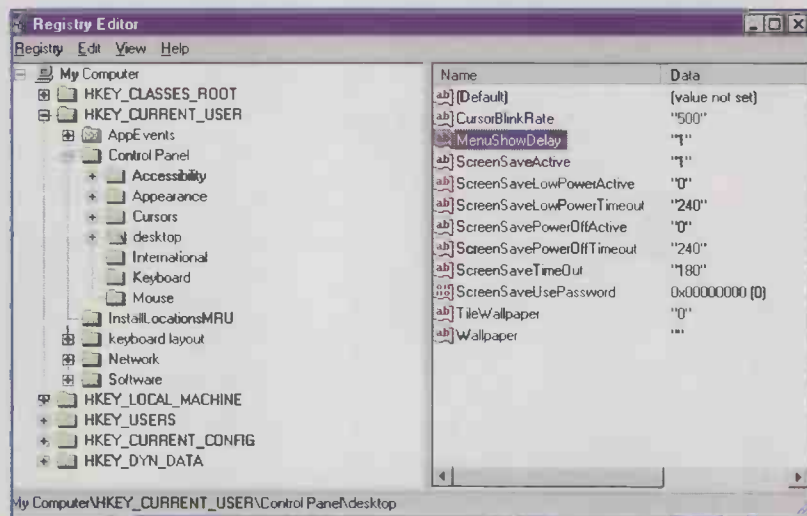 Registry Editor
Registry Edit View Help
My Computer
HKEY_CLASSES_ROOT
HKEY_CURRENT_USER
AppEvents
Control Panel
Accessibility
Appearance
Cursors
desktop
International
Keyboard
Mouse
InstallLocationsMRU
keyboard layout
Network
Software
HKEY_LOCAL_MACHINE
HKEY_USERS
HKEY_CURRENT_CONFIG
HKEY_DYN_DATA
Name Data
(Default) (value not set)
CursorBlinkRate "500"
MenuShowDelay "1"
ScreenSaveActive "1"
ScreenSaveLowPowerActive "0"
ScreenSaveLowPowerTimeout "240"
ScreenSavePowerOffActive "0"
ScreenSavePowerOffTimeout "240"
ScreenSaveTimeOut "180"
ScreenSaveUsePassword 0x00000000 (0)
TileWallpaper "0"
Wallpaper ""
My Computer\HKEY_CURRENT_USER\Control Panel\desktop